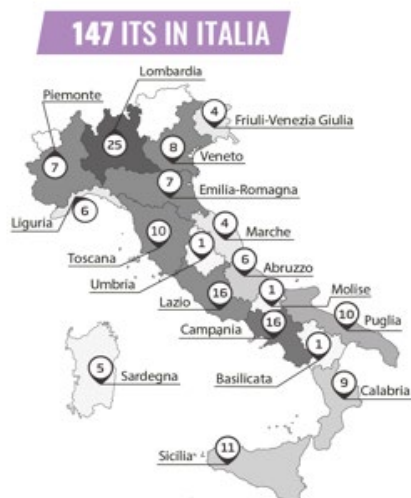 147 ITS IN ITALIA
Lombardia
Piemonte
4
Friuli-Venezia Giulia
25
8
7
Veneto
7
Emilia-Romagna
6
Liguria
10
4
Marche
Toscana
1
6
Umbria
Abruzzo
1
Molise
16
Lazio
10
Campania
16
Puglia
1
Basilicata
5
Sardegna
9
Calabria
11
Sicilia